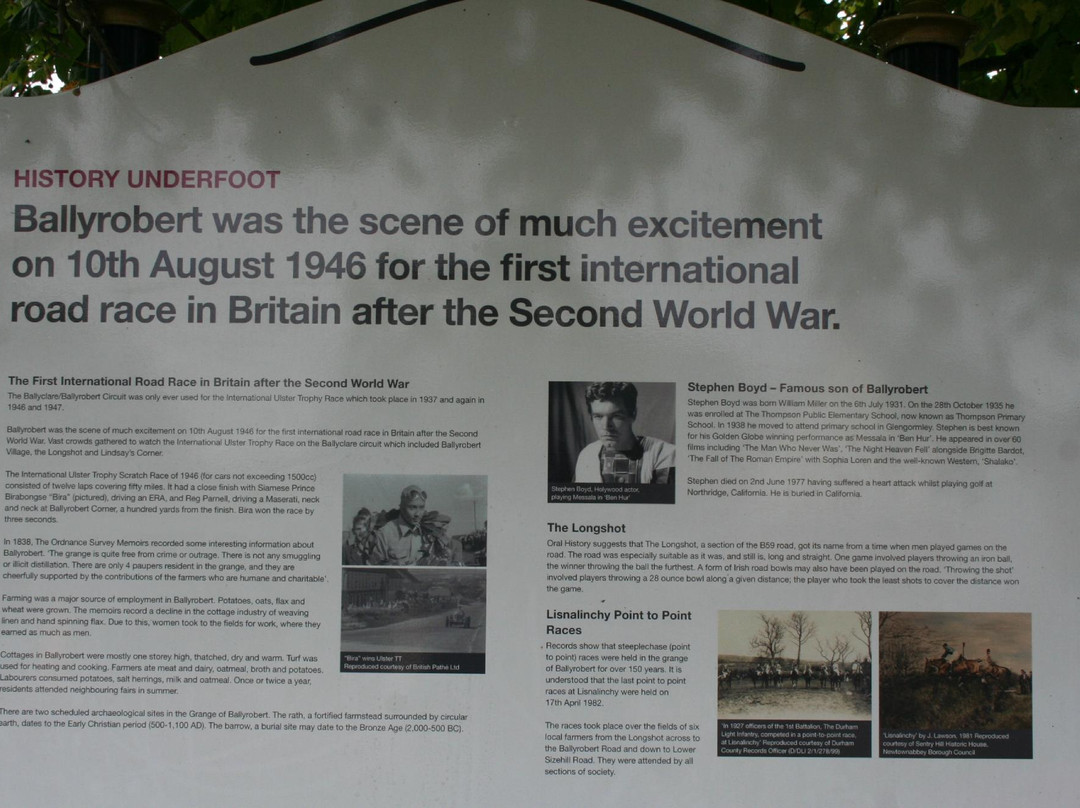 HISTORY UNDERFOOT
Ballyrobert was the scene of much excitement
on 10th August 1946 for the first international
road race in Britain after the Second World War.
The First International Road Race in Britain after the Second World War
The Ballyclare/Ballyrobert Circuit was only ever used for the International Ulster Trophy Race which took place in 1937 and again in
1946 and 1947.
Ballyrobert was the scene of much excitement on 10th August 1946 for the first international road race in Britain after the Second
World War. Vast crowds gathered to watch the International Ulster Trophy Race on the Ballyclare circuit which included Ballyrobert
Village, the Longshot and Lindsay's Corner.
The International Ulster Trophy Scratch Race of 1946 (for cars not exceeding 1500cc)
consisted of twelve laps covering fifty miles. It had a close finish with Siamese Prince
Birabongse "Bira" (pictured), driving an ERA, and Reg Parnell, driving a Maserati, neck
and neck at Ballyrobert Corner, a hundred yards from the finish. Bira won the race by
three seconds.
In 1838, The Ordnance Survey Memoirs recorded some interesting information about
Ballyrobert. 'The grange is quite free from crime or outrage. There is not any smuggling
or illicit distillation. There are only 4 paupers resident in the grange, and they are
cheerfully supported by the contributions of the farmers who are humane and charitable'.
Farming was a major source of employment in Ballyrobert. Potatoes, oats, flax and
wheat were grown. The memoirs record a decline in the cottage industry of weaving
linen and hand spinning flax. Due to this, women took to the fields for work, where they
earned as much as men.
Cottages in Ballyrobert were mostly one storey high, thatched, dry and warm. Turf was
used for heating and cooking. Farmers ate meat and dairy, oatmeal, broth and potatoes.
Labourers consumed potatoes, salt herrings, milk and oatmeal. Once or twice a year,
residents attended neighbouring fairs in summer.
There are two scheduled archaeological sites in the Grange of Ballyrobert. The rath, a fortified farmstead surrounded by circular
earth, dates to the Early Christian period (500-1,100 AD). The barrow, a burial site may date to the Bronze Age (2,000-500 BC).
"Bira" wins Ulster TT
Reproduced courtesy of British Pathé Ltd
Stephen Boyd, Holywood actor,
playing Messala in 'Ben Hur'
Stephen Boyd – Famous son of Ballyrobert
Stephen Boyd was born William Miller on the 6th July 1931. On the 28th October 1935 he
was enrolled at The Thompson Public Elementary School, now known as Thompson Primary
School. In 1938 he moved to attend primary school in Glengormley. Stephen is best known
for his Golden Globe winning performance as Messala in 'Ben Hur'. He appeared in over 60
films including 'The Man Who Never Was', 'The Night Heaven Fell' alongside Brigitte Bardot,
'The Fall of The Roman Empire' with Sophia Loren and the well-known Western, 'Shalako'.
Stephen died on 2nd June 1977 having suffered a heart attack whilst playing golf at
Northridge, California. He is buried in California.
The Longshot
Oral History suggests that The Longshot, a section of the B59 road, got its name from a time when men played games on the
road. The road was especially suitable as it was, and still is, long and straight. One game involved players throwing an iron ball,
the winner throwing the ball the furthest. A form of Irish road bowls may also have been played on the road. 'Throwing the shot'
involved players throwing a 28 ounce bowl along a given distance; the player who took the least shots to cover the distance won
the game.
Lisnalinchy Point to Point
Races
Records show that steeplechase (point
to point) races were held in the grange
of Ballyrobert for over 150 years. It is
understood that the last point to point
races at Lisnalinchy were held on
17th April 1982.
The races took place over the fields of six
local farmers from the Longshot across to
the Ballyrobert Road and down to Lower
Sizehill Road. They were attended by all
sections of society.
'In 1927 officers of the 1st Battalion, The Durham
Light Infantry, competed in a point-to-point race,
at Lisnalinchy' Reproduced courtesy of Durham
County Records Officer (D/DLI 2/1/278/99)
'Lisnalinchy' by J. Lawson, 1981 Reproduced
courtesy of Sentry Hill Historic House,
Newtownabbey Borough Council